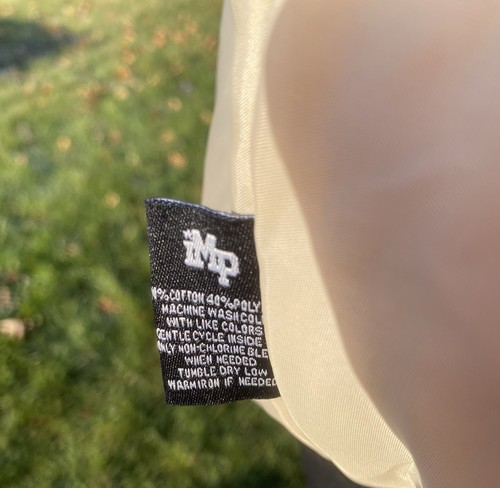 iMP
%COTTON 40%POLY
MACHINE WASH COL
WITH LIKE COLORS
GENTLE CYCLE INSIDE
ONLY NON-CHLORINE BLE
WHEN NEEDED
TUMBLE DRY LOW
WARM IRON IF NEEDED